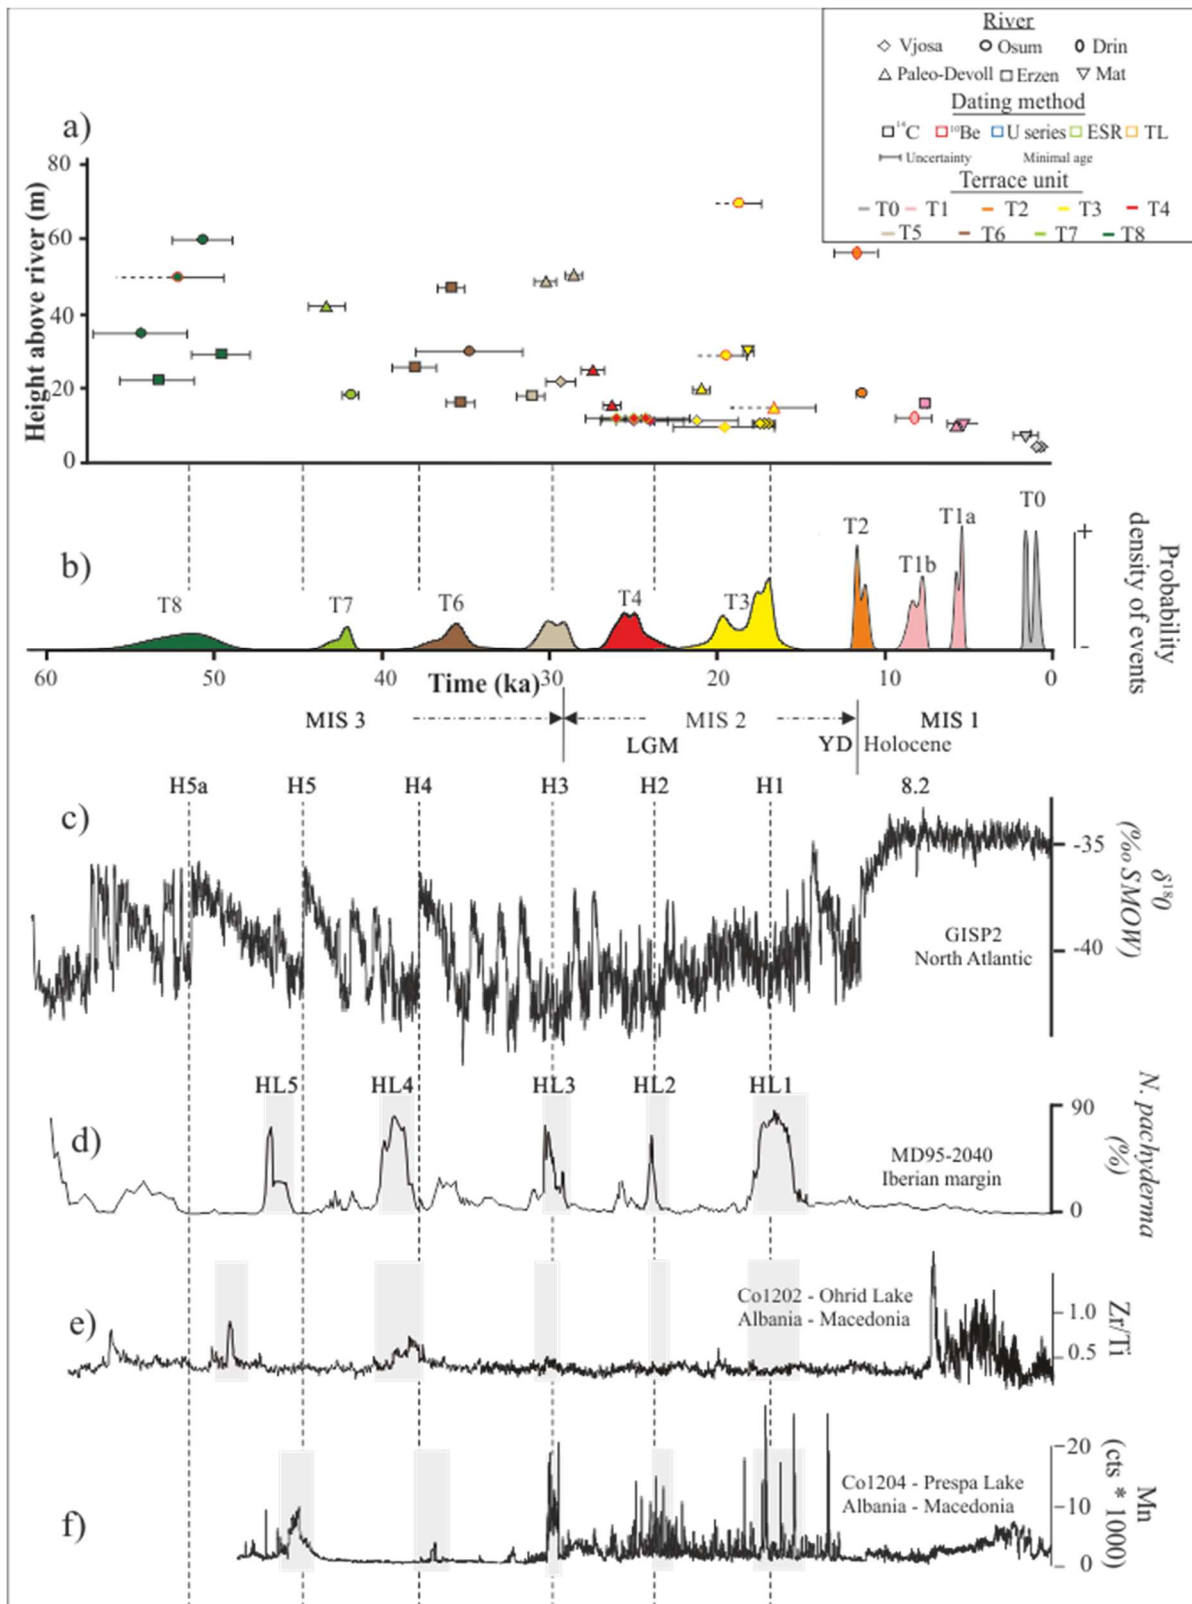 River
Vjosa Osum Drin
Paleo-Devoll Erzen Mat
Dating method
¹⁴C ¹⁰Be U series ESR TL
Uncertainty Minimal age
Terrace unit
T0 T1 T2 T3 T4
T5 T6 T7 T8
a)
Height above river (m)
80
60
40
20
0
b)
T8 T7 T6 T4 T3 T2 T1b T1a T0
+
-
Probability
density of events
60 50 40 30 20 10 0
Time (ka)
MIS 3 MIS 2 MIS 1
LGM YD Holocene
H5a H5 H4 H3 H2 H1 8.2
c)
-35
-40
δ¹⁸0
(‰ SMOW)
GISP2
North Atlantic
HL5 HL4 HL3 HL2 HL1
d)
90
0
N. pachyderma
(%)
MD95-2040
Iberian margin
e)
Co1202 - Ohrid Lake
Albania - Macedonia
1.0
0.5
Zr/Ti
f)
Co1204 - Prespa Lake
Albania - Macedonia
20
10
0
Mn
(cts * 1000)